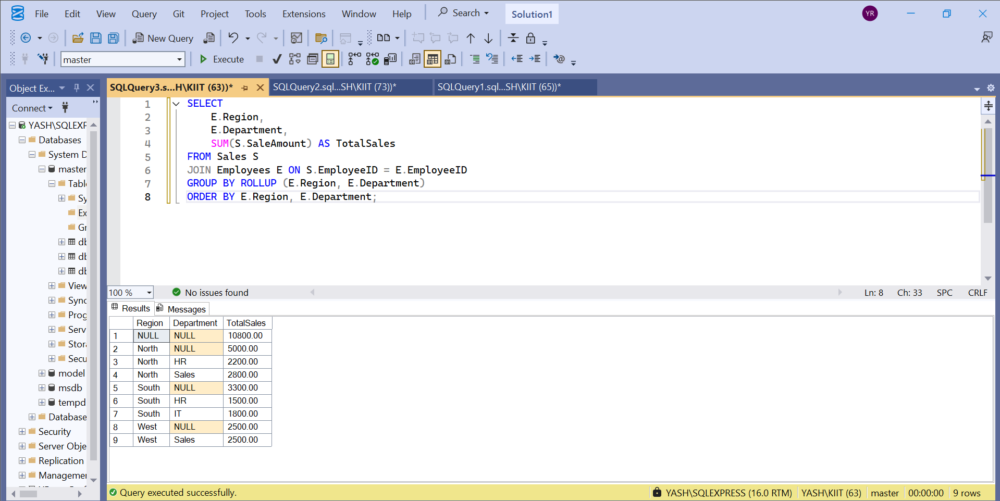 File Edit View Query Git Project Tools Extensions Window Help Search Solution1 YR
New Query
master Execute
Object Ex... SQLQuery3.s...H\KIIT (63))* SQLQuery2.sql...SH\KIIT (73))* SQLQuery1.sql...SH\KIIT (65))*
Connect
YASH\SQLEXP
Databases
System D
master
Tabl
Sy
Ex
Gr
db
db
db
View
Sync
Prog
Serv
Stor
Secu
model
msdb
tempd
Database
Security
Server Obje
Replication
Managemen
1 SELECT
2 E.Region,
3 E.Department,
4 SUM(S.SaleAmount) AS TotalSales
5 FROM Sales S
6 JOIN Employees E ON S.EmployeeID = E.EmployeeID
7 GROUP BY ROLLUP (E.Region, E.Department)
8 ORDER BY E.Region, E.Department;
100 % No issues found Ln: 8 Ch: 33 SPC CRLF
Results Messages
Region Department TotalSales
1 NULL NULL 10800.00
2 North NULL 5000.00
3 North HR 2200.00
4 North Sales 2800.00
5 South NULL 3300.00
6 South HR 1500.00
7 South IT 1800.00
8 West NULL 2500.00
9 West Sales 2500.00
Query executed successfully. YASH\SQLEXPRESS (16.0 RTM) YASH\KIIT (63) master 00:00:00 9 rows